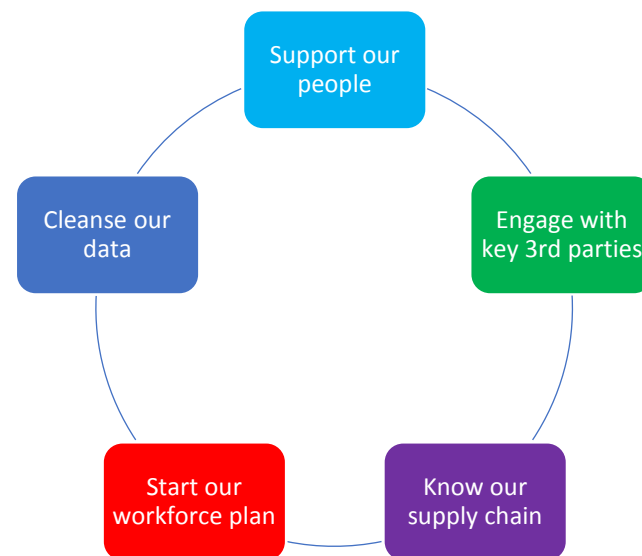 Support our
people
Engage with
key 3rd parties
Know our
supply chain
Start our
workforce plan
Cleanse our
data